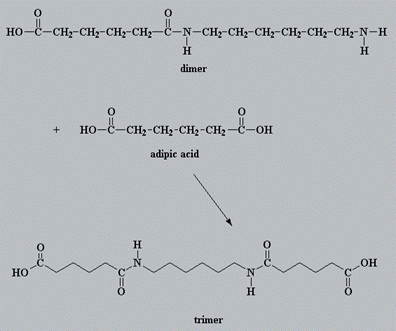 O O
HO—C—CH₂-CH₂-CH₂-CH₂—C—N—CH₂-CH₂-CH₂-CH₂-CH₂-CH₂-N—H
H H
dimer
O O
+ HO—C—CH₂-CH₂-CH₂-CH₂—C—OH
adipic acid
O H O OH
HO C C N N C C
O H O
trimer